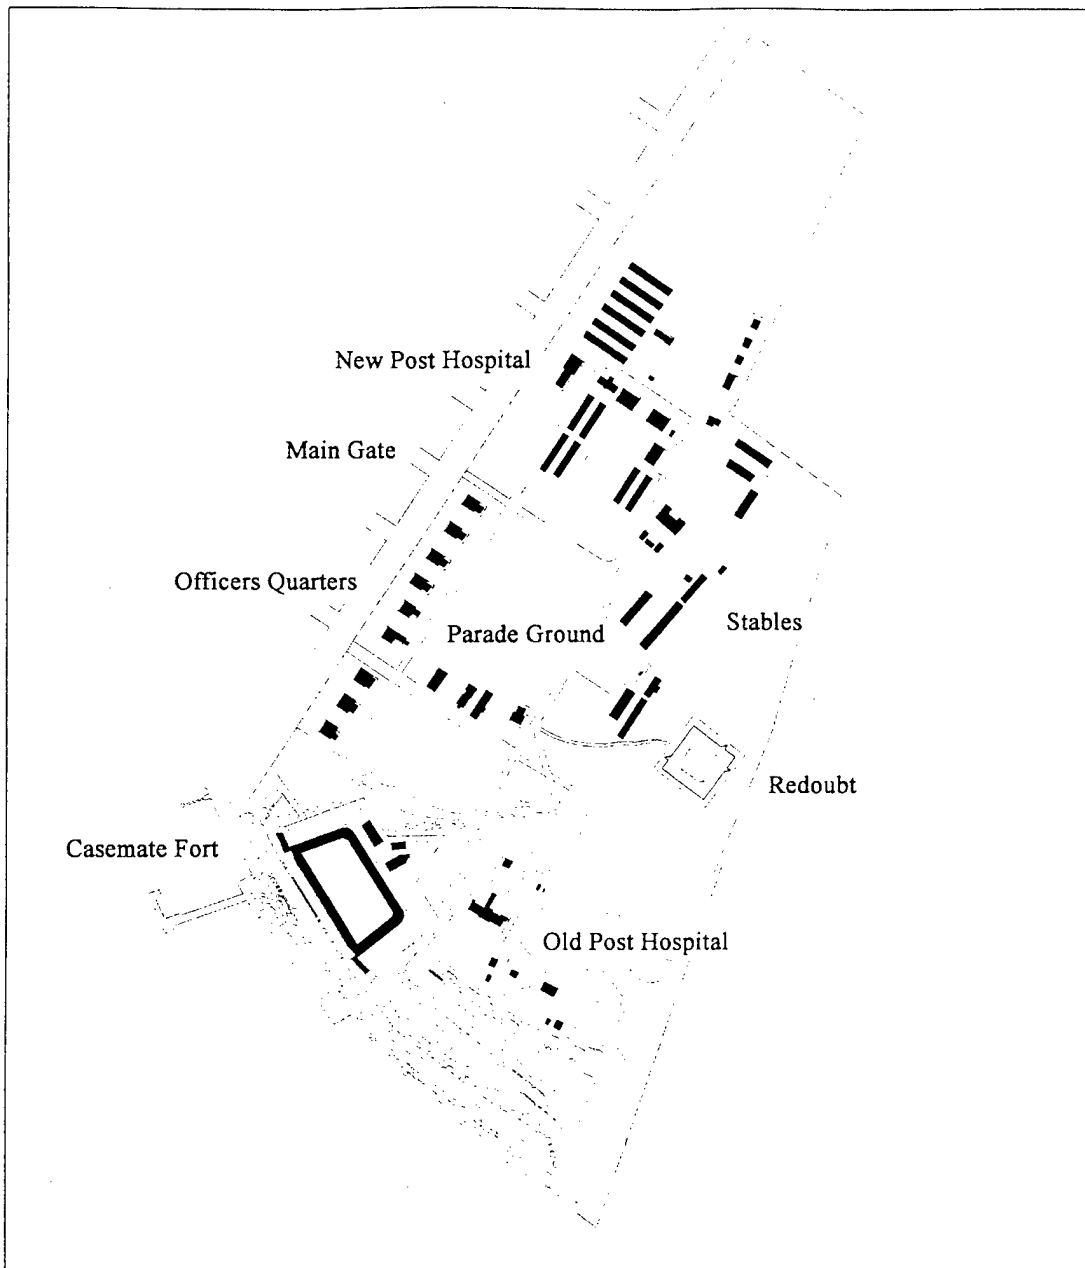 New Post Hospital
Main Gate
Officers Quarters
Parade Ground
Stables
Redoubt
Casemate Fort
Old Post Hospital